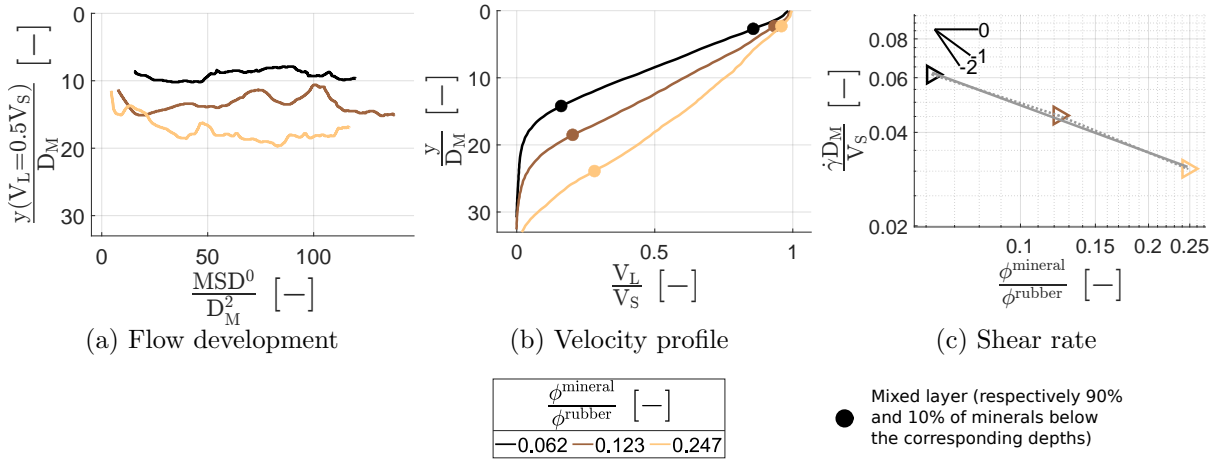 0
10
20
30
y(V_L=0.5V_S)
D_M
[−]
0 50 100
MSD^0
D_M^2
[−]
(a) Flow development
0
10
20
30
y
D_M
[−]
0 0.5 1
V_L
V_S
[−]
(b) Velocity profile
0.08
0.06
0.04
0.02
γ̇D_M
V_S
[−]
0
-1
-2
0.1 0.15 0.2 0.25
ϕ^mineral
ϕ^rubber
[−]
(c) Shear rate
ϕ^mineral
ϕ^rubber
[−]
0.062 0.123 0.247
Mixed layer (respectively 90%
and 10% of minerals below
the corresponding depths)